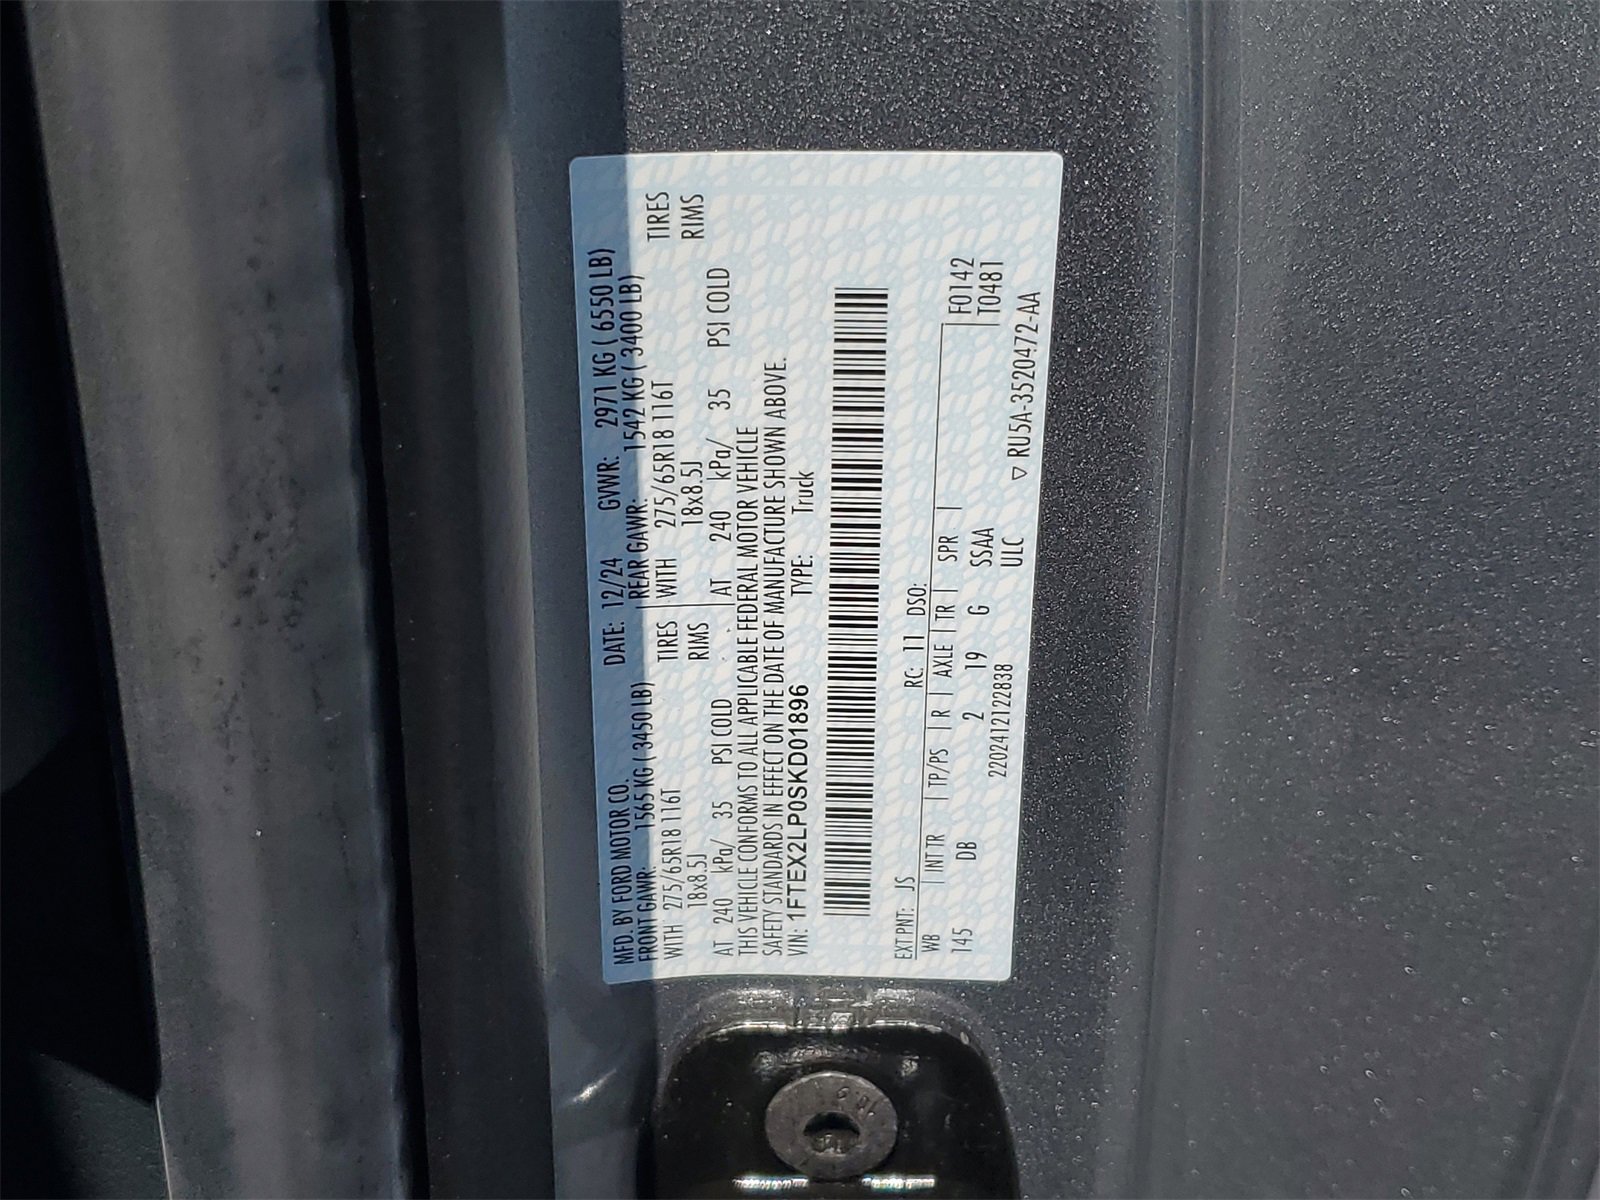 MFD. BY FORD MOTOR CO. DATE: 12/24 GVWR: 2971 KG ( 6550 LB)
FRONT GAWR: 1565 KG ( 3450 LB) REAR GAWR: 1542 KG ( 3400 LB)
WITH 275/65R18 116T TIRES WITH 275/65R18 116T TIRES
18x8.5J RIMS 18x8.5J RIMS
AT 240 kPa/ 35 PSI COLD AT 240 kPa/ 35 PSI COLD
THIS VEHICLE CONFORMS TO ALL APPLICABLE FEDERAL MOTOR VEHICLE
SAFETY STANDARDS IN EFFECT ON THE DATE OF MANUFACTURE SHOWN ABOVE.
VIN: 1FTEX2LP0SKD01896 TYPE: Truck
EXT PNT: JS RC: 11 DSO:
WB INT TR TP/PS R AXLE TR SPR F0142
145 DB 2 19 G SSAA T0481
2202412122838 ULC ▽ RU5A-3520472-AA